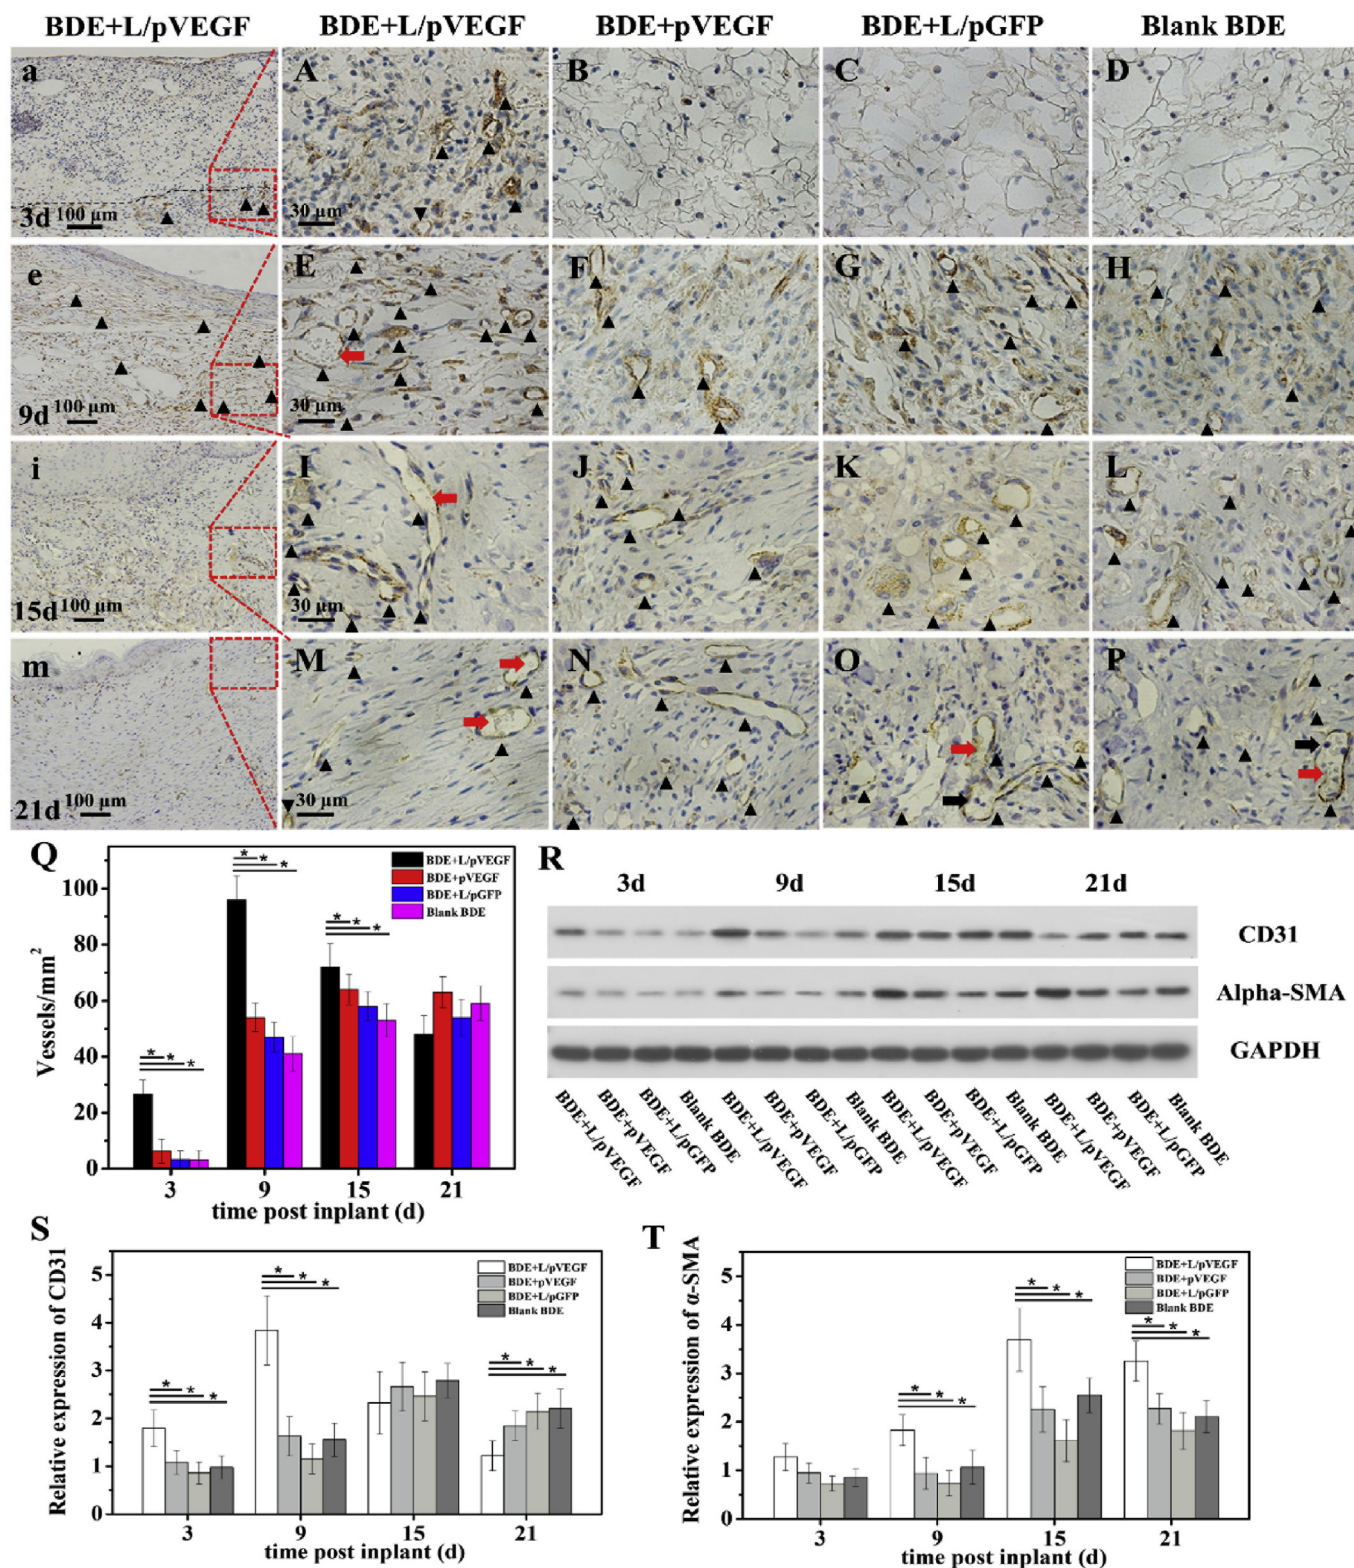 BDE+L/pVEGF BDE+L/pVEGF BDE+pVEGF BDE+L/pGFP Blank BDE
a A B C D
3d 100 μm 30 μm
e E F G H
9d 100 μm 30 μm
i I J K L
15d 100 μm 30 μm
m M N O P
21d 100 μm 30 μm
Q
Vessels/mm²
100
80
60
40
20
0
* * *
* * *
* * *
BDE+L/pVEGF
BDE+pVEGF
BDE+L/pGFP
Blank BDE
3 9 15 21
time post inplant (d)
R
3d 9d 15d 21d
CD31
Alpha-SMA
GAPDH
BDE+L/pVEGF
BDE+pVEGF
BDE+L/pGFP
Blank BDE
BDE+L/pVEGF
BDE+pVEGF
BDE+L/pGFP
Blank BDE
BDE+L/pVEGF
BDE+pVEGF
BDE+L/pGFP
Blank BDE
BDE+L/pVEGF
BDE+pVEGF
BDE+L/pGFP
Blank BDE
S
Relative expression of CD31
5
4
3
2
1
0
* * *
* * *
* * *
BDE+L/pVEGF
BDE+pVEGF
BDE+L/pGFP
Blank BDE
3 9 15 21
time post inplant (d)
T
Relative expression of α-SMA
5
4
3
2
1
0
* * *
* * *
* * *
BDE+L/pVEGF
BDE+pVEGF
BDE+L/pGFP
Blank BDE
3 9 15 21
time post inplant (d)